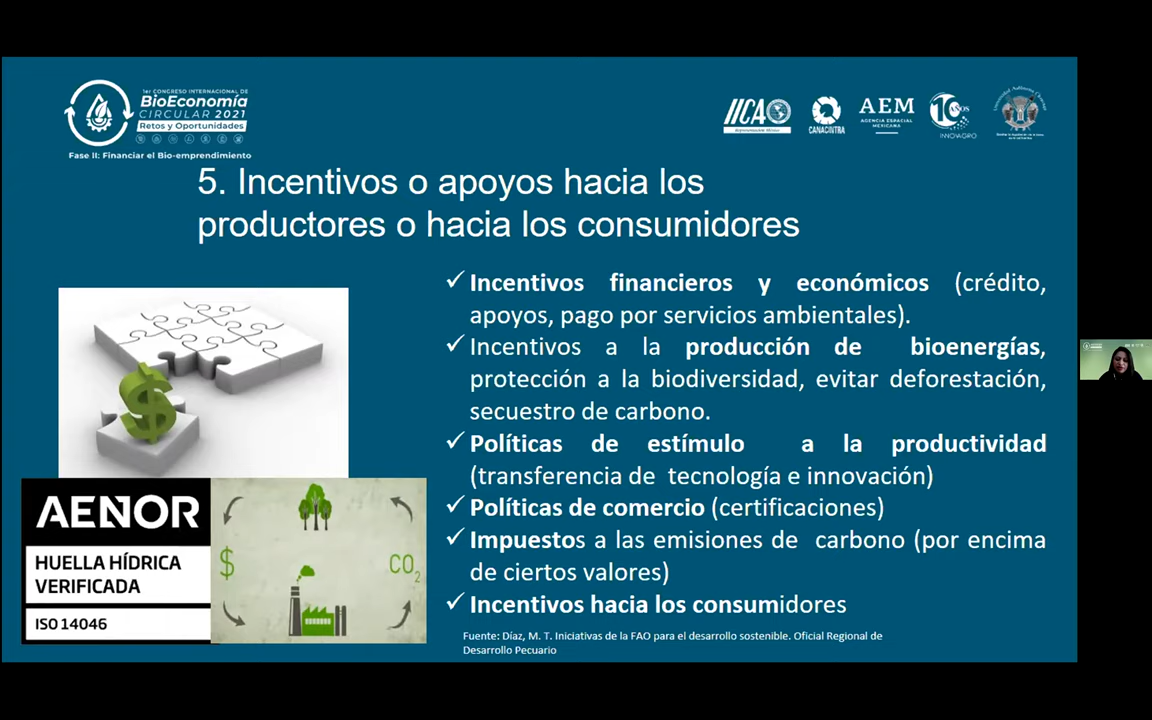 1er CONGRESO INTERNACIONAL DE
BioEconomía
CIRCULAR 2021
Retos y Oportunidades
Fase II: Financiar el Bio-emprendimiento
IICA
Representación México
CANACINTRA
AEM
AGENCIA ESPACIAL
MEXICANA
10 AÑOS
INNOVAGRO
5. Incentivos o apoyos hacia los
productores o hacia los consumidores
✓ Incentivos financieros y económicos (crédito,
apoyos, pago por servicios ambientales).
✓ Incentivos a la producción de bioenergías,
protección a la biodiversidad, evitar deforestación,
secuestro de carbono.
✓ Políticas de estímulo a la productividad
(transferencia de tecnología e innovación)
✓ Políticas de comercio (certificaciones)
✓ Impuestos a las emisiones de carbono (por encima
de ciertos valores)
✓ Incentivos hacia los consumidores
$
AENOR
HUELLA HÍDRICA
VERIFICADA
ISO 14046
$
CO2
Fuente: Díaz, M. T. Iniciativas de la FAO para el desarrollo sostenible. Oficial Regional de
Desarrollo Pecuario